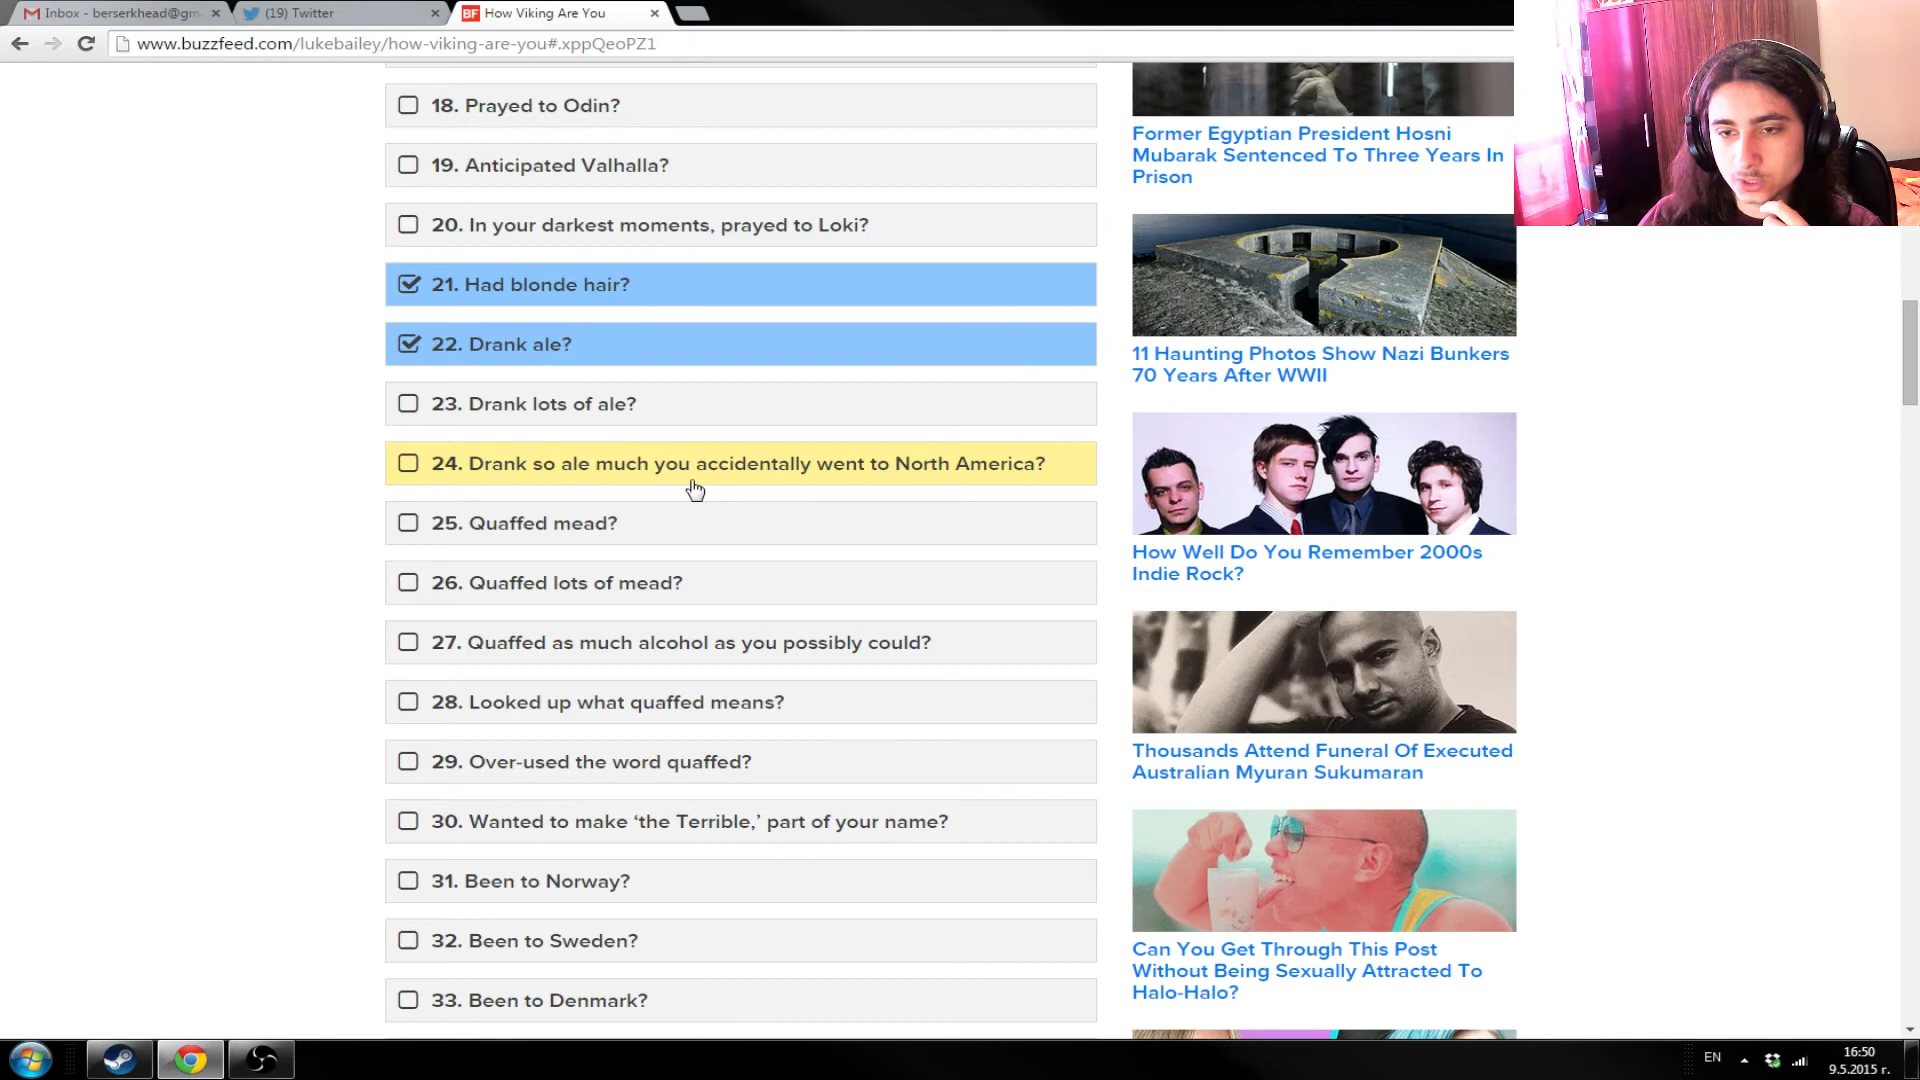 Inbox - berserkhead@gm
(19) Twitter
BF How Viking Are You
www.buzzfeed.com/lukebailey/how-viking-are-you#.xppQeoPZ1
18. Prayed to Odin?
19. Anticipated Valhalla?
20. In your darkest moments, prayed to Loki?
21. Had blonde hair?
22. Drank ale?
23. Drank lots of ale?
24. Drank so ale much you accidentally went to North America?
25. Quaffed mead?
26. Quaffed lots of mead?
27. Quaffed as much alcohol as you possibly could?
28. Looked up what quaffed means?
29. Over-used the word quaffed?
30. Wanted to make ‘the Terrible,’ part of your name?
31. Been to Norway?
32. Been to Sweden?
33. Been to Denmark?
Former Egyptian President Hosni
Mubarak Sentenced To Three Years In
Prison
11 Haunting Photos Show Nazi Bunkers
70 Years After WWII
How Well Do You Remember 2000s
Indie Rock?
Thousands Attend Funeral Of Executed
Australian Myuran Sukumaran
Can You Get Through This Post
Without Being Sexually Attracted To
Halo-Halo?
EN
16:50
9.5.2015 г.